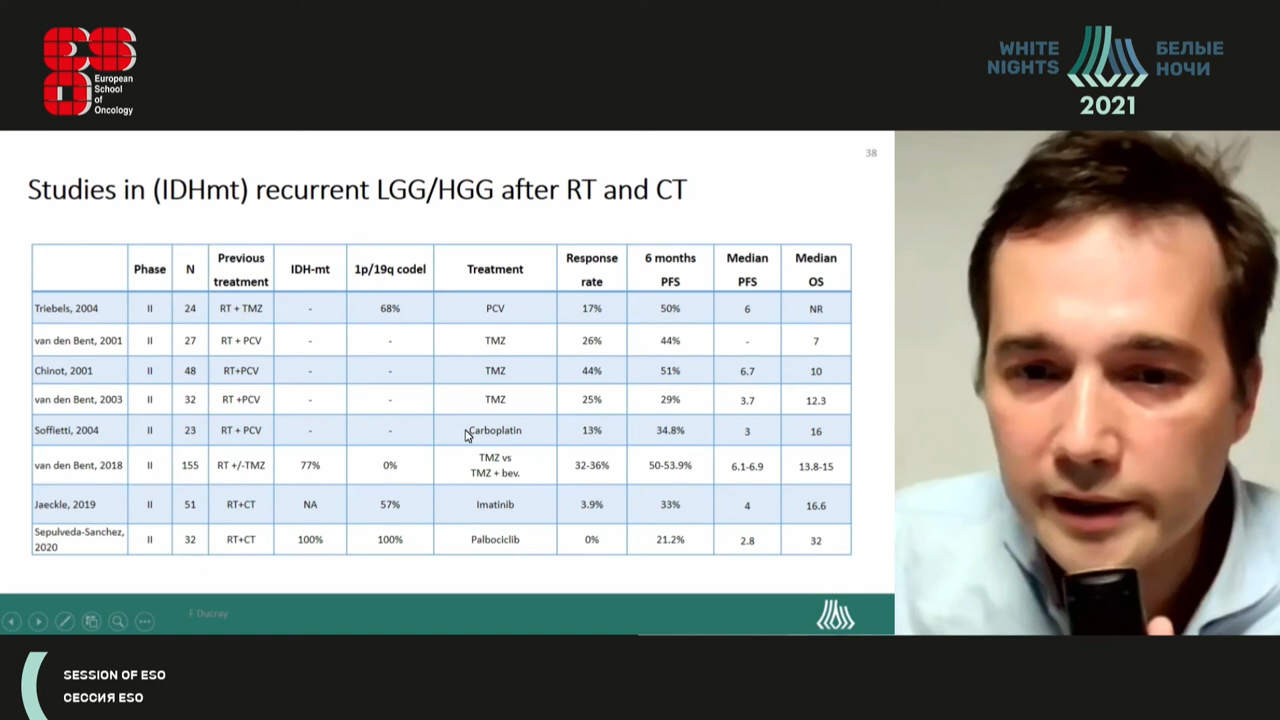 European
School
of
Oncology
WHITE
NIGHTS
БЕЛЫЕ
НОЧИ
2021
38
Studies in (IDHmt) recurrent LGG/HGG after RT and CT
Phase N Previous treatment IDH-mt 1p/19q codel Treatment Response rate 6 months PFS Median PFS Median OS
Triebels, 2004 II 24 RT + TMZ - 68% PCV 17% 50% 6 NR
van den Bent, 2001 II 27 RT + PCV - - TMZ 26% 44% - 7
Chinot, 2001 II 48 RT+PCV - - TMZ 44% 51% 6.7 10
van den Bent, 2003 II 32 RT +PCV - - TMZ 25% 29% 3.7 12.3
Soffietti, 2004 II 23 RT + PCV - - Carboplatin 13% 34.8% 3 16
van den Bent, 2018 II 155 RT +/-TMZ 77% 0% TMZ vs TMZ + bev. 32-36% 50-53.9% 6.1-6.9 13.8-15
Jaeckle, 2019 II 51 RT+CT NA 57% Imatinib 3.9% 33% 4 16.6
Sepulveda-Sanchez, 2020 II 32 RT+CT 100% 100% Palbociclib 0% 21.2% 2.8 32
F Ducray
SESSION OF ESO
СЕССИЯ ESO